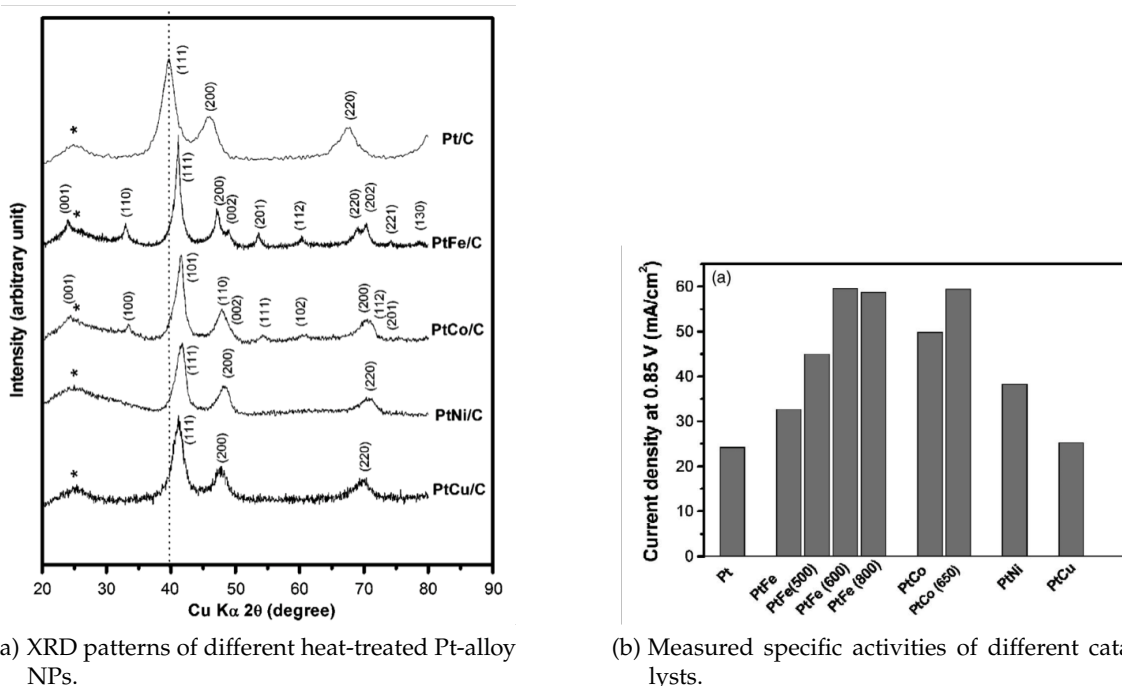 (111)
(200)
(220)
*
Pt/C
(111)
(001)
*
(110)
(200)
(002)
(201)
(112)
(220)
(202)
(221)
(130)
PtFe/C
(101)
(001)
*
(100)
(110)
(002)
(111)
(102)
(200)
(112)
(201)
PtCo/C
(111)
*
(200)
(220)
PtNi/C
(111)
*
(200)
(220)
PtCu/C
Intensity (arbitrary unit)
20 30 40 50 60 70 80 90
Cu Kα 2θ (degree)
a) XRD patterns of different heat-treated Pt-alloy
NPs.
(a)
Current density at 0.85 V (mA/cm²)
60
50
40
30
20
10
0
Pt
PtFe
PtFe(500)
PtFe (600)
PtFe (800)
PtCo
PtCo (650)
PtNi
PtCu
(b) Measured specific activities of different cata
lysts.